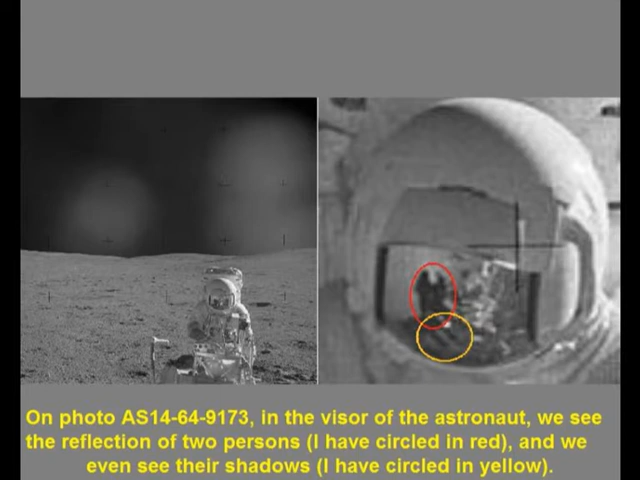 On photo AS14-64-9173, in the visor of the astronaut, we see
the reflection of two persons (I have circled in red), and we
even see their shadows (I have circled in yellow).